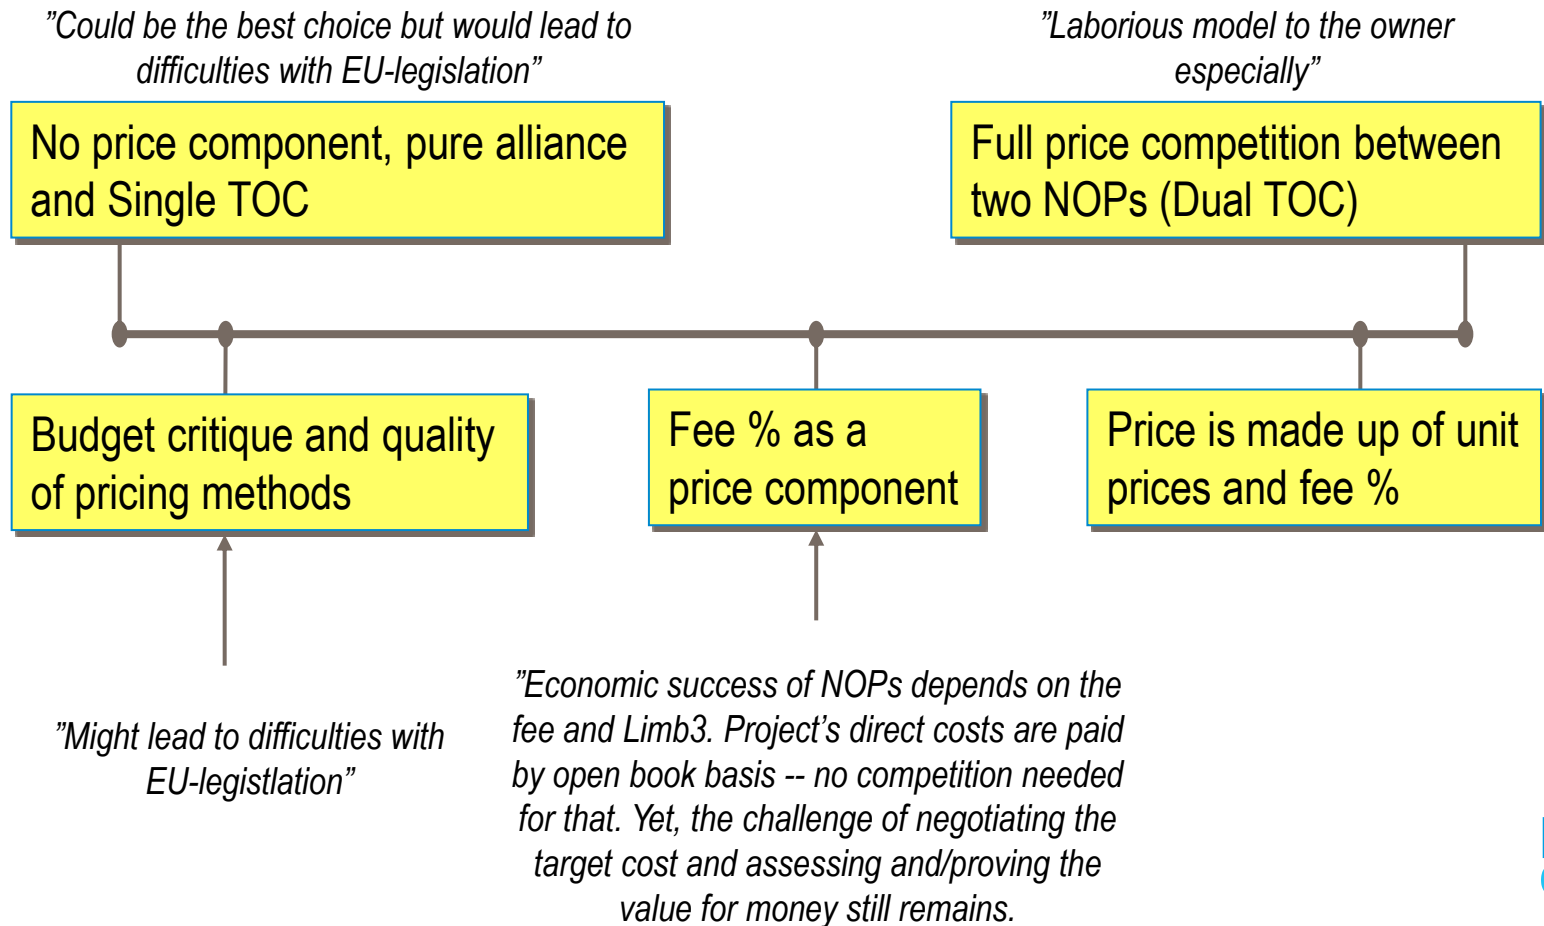 ”Could be the best choice but would lead to
difficulties with EU-legislation”
”Laborious model to the owner
especially”
No price component, pure alliance
and Single TOC
Full price competition between
two NOPs (Dual TOC)
Budget critique and quality
of pricing methods
Fee % as a
price component
Price is made up of unit
prices and fee %
”Might lead to difficulties with
EU-legistlation”
”Economic success of NOPs depends on the
fee and Limb3. Project’s direct costs are paid
by open book basis -- no competition needed
for that. Yet, the challenge of negotiating the
target cost and assessing and/proving the
value for money still remains.